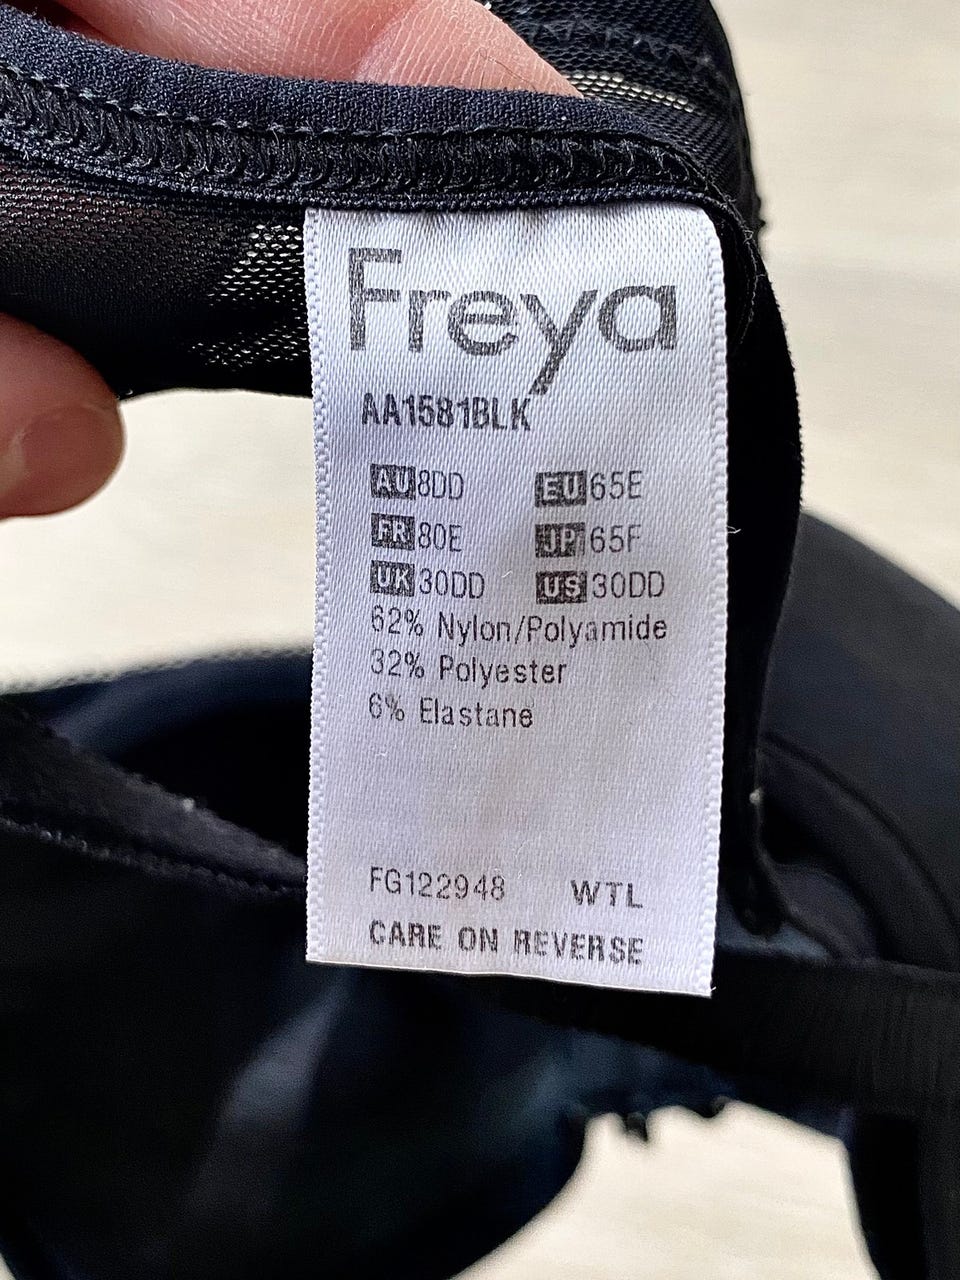 Freya
AA1581BLK
AU 8DD EU 65E
FR 80E JP 65F
UK 30DD US 30DD
62% Nylon/Polyamide
32% Polyester
6% Elastane
FG122948 WTL
CARE ON REVERSE